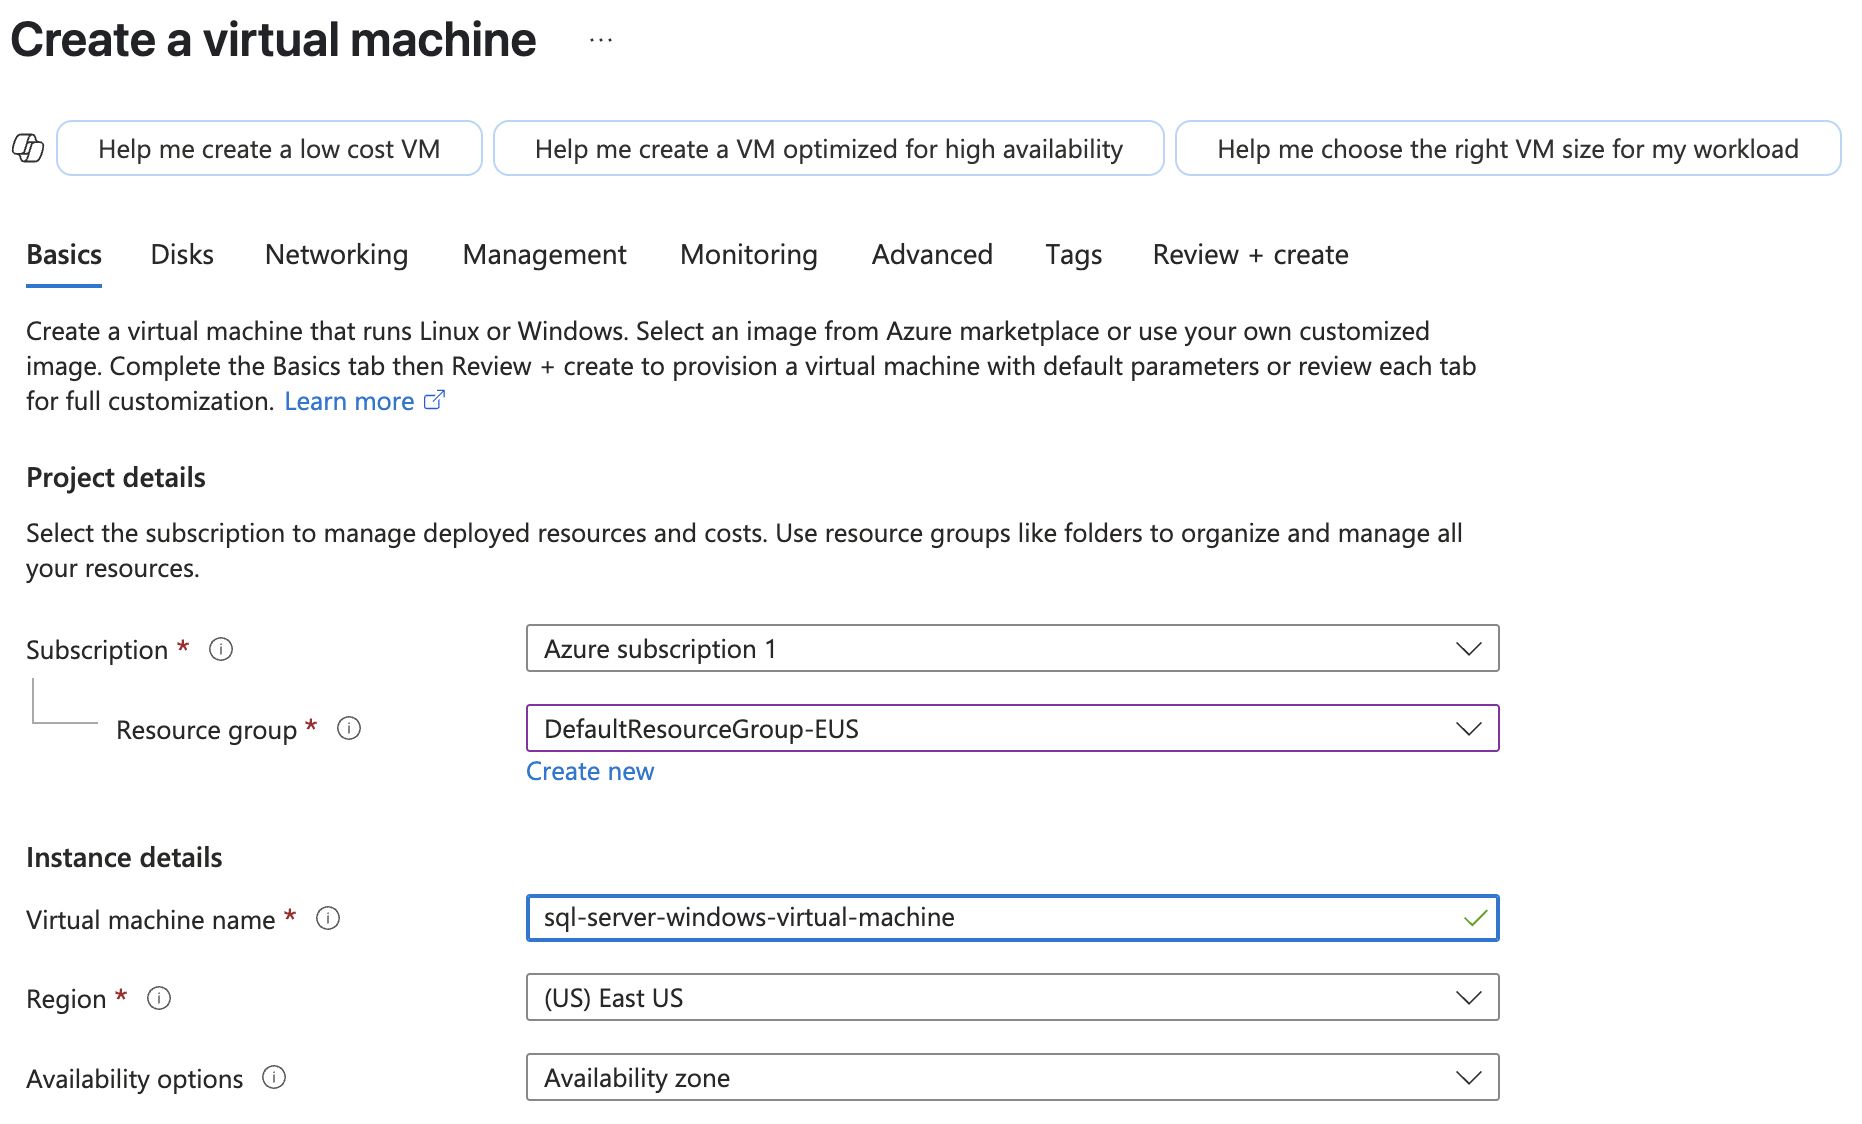 Create a virtual machine ...
Help me create a low cost VM
Help me create a VM optimized for high availability
Help me choose the right VM size for my workload
Basics Disks Networking Management Monitoring Advanced Tags Review + create
Create a virtual machine that runs Linux or Windows. Select an image from Azure marketplace or use your own customized
image. Complete the Basics tab then Review + create to provision a virtual machine with default parameters or review each tab
for full customization. Learn more
Project details
Select the subscription to manage deployed resources and costs. Use resource groups like folders to organize and manage all
your resources.
Subscription * Azure subscription 1
Resource group * DefaultResourceGroup-EUS
Create new
Instance details
Virtual machine name * sql-server-windows-virtual-machine
Region * (US) East US
Availability options Availability zone